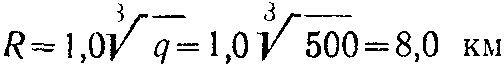 R = 1,0 ∛q = 1,0 ∛500 = 8,0 км